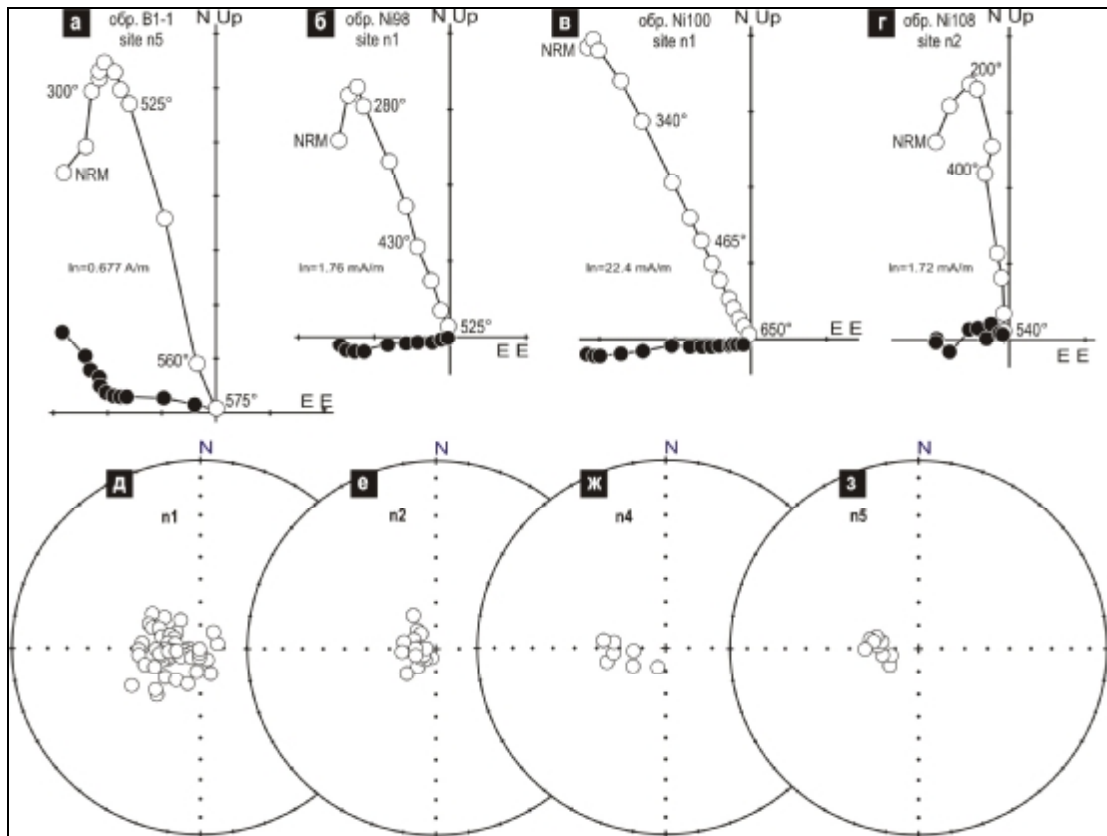 а
обр. B1-1
site n5
N Up
300°
525°
NRM
In=0.677 A/m
560°
575°
E E
б
обр. Ni98
site n1
N Up
280°
NRM
430°
In=1.76 mA/m
525°
E E
в
обр. Ni100
site n1
N Up
NRM
340°
465°
In=22.4 mA/m
650°
E E
г
обр. Ni108
site n2
N Up
200°
NRM
400°
In=1.72 mA/m
540°
E E
д
N
n1
е
N
n2
ж
N
n4
з
N
n5